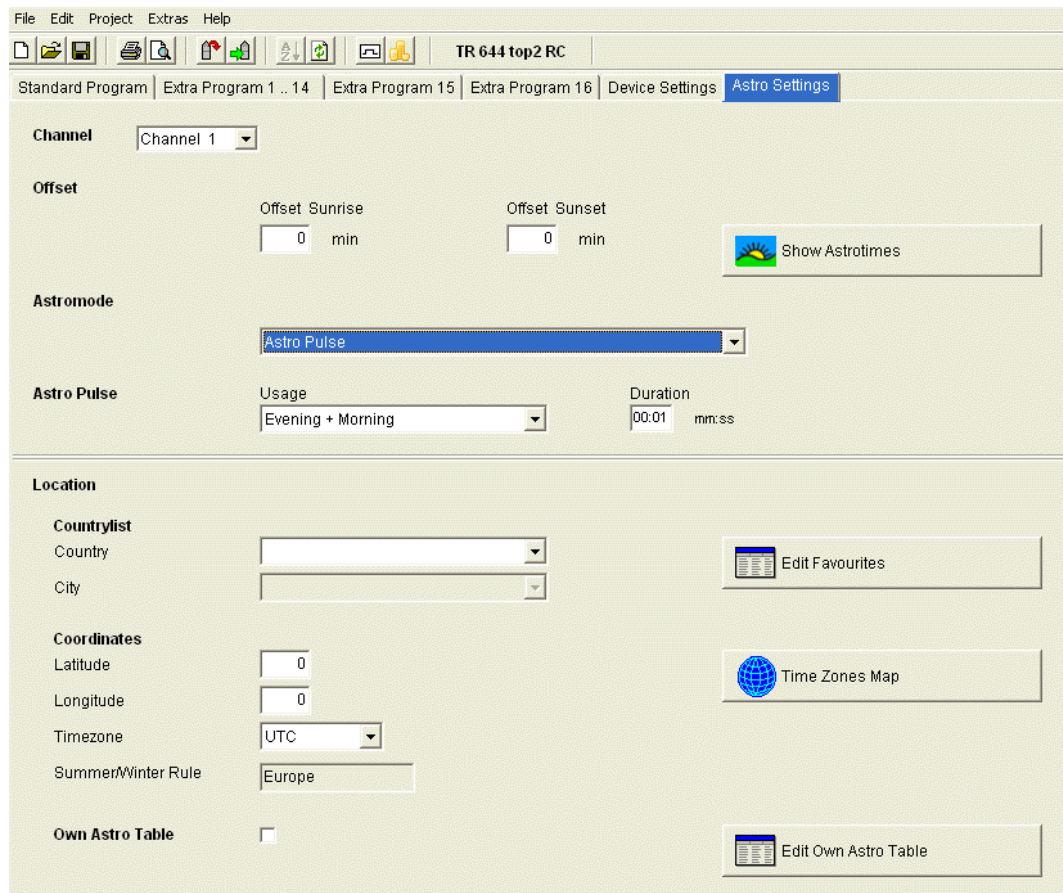 File Edit Project Extras Help
TR 644 top2 RC
Standard Program Extra Program 1 .. 14 Extra Program 15 Extra Program 16 Device Settings Astro Settings
Channel Channel 1
Offset
Offset Sunrise Offset Sunset
0 min 0 min
Show Astrotimes
Astromode
Astro Pulse
Astro Pulse Usage Duration
Evening + Morning 00:01 mm:ss
Location
Countrylist
Country
Edit Favourites
City
Coordinates
Latitude 0
Time Zones Map
Longitude 0
Timezone UTC
Summer/Winter Rule Europe
Own Astro Table
Edit Own Astro Table